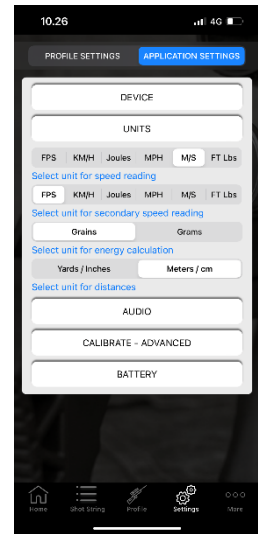 10.26
4G
PROFILE SETTINGS
APPLICATION SETTINGS
DEVICE
UNITS
FPS KM/H Joules MPH M/S FT Lbs
Select unit for speed reading
FPS KM/H Joules MPH M/S FT Lbs
Select unit for secondary speed reading
Grains Grams
Select unit for energy calculation
Yards / Inches Meters / cm
Select unit for distances
AUDIO
CALIBRATE - ADVANCED
BATTERY
Home Shot String Profile Settings More